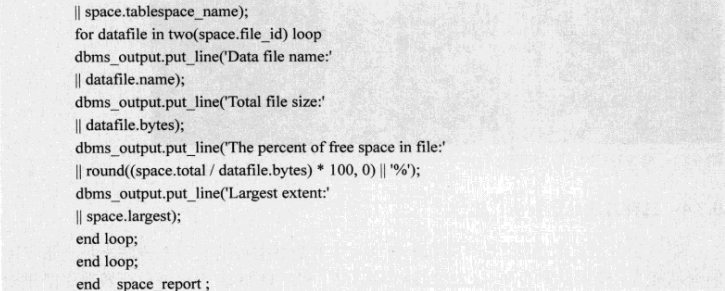 || space.tablespace_name);
for datafile in two(space.file_id) loop
dbms_output.put_line('Data file name:'
|| datafile.name);
dbms_output.put_line('Total file size:'
|| datafile.bytes);
dbms_output.put_line('The percent of free space in file:'
|| round((space.total / datafile.bytes) * 100, 0) || '%');
dbms_output.put_line('Largest extent:'
|| space.largest);
end loop;
end loop;
end space_report ;